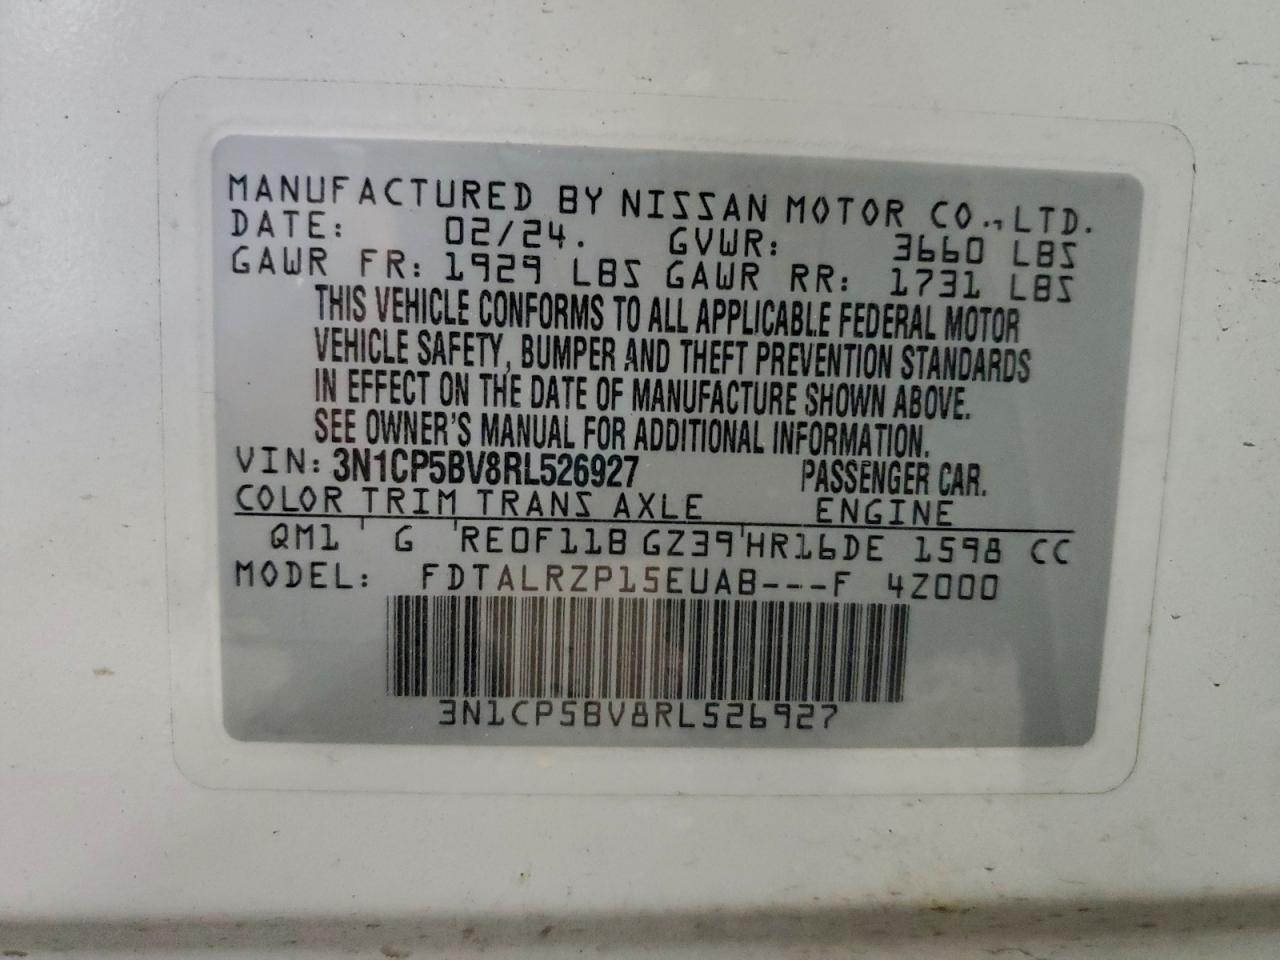 MANUFACTURED BY NISSAN MOTOR CO., LTD.
DATE: 02/24. GVWR: 3660 LBS
GAWR FR: 1929 LBS GAWR RR: 1731 LBS
THIS VEHICLE CONFORMS TO ALL APPLICABLE FEDERAL MOTOR
VEHICLE SAFETY, BUMPER AND THEFT PREVENTION STANDARDS
IN EFFECT ON THE DATE OF MANUFACTURE SHOWN ABOVE.
SEE OWNER'S MANUAL FOR ADDITIONAL INFORMATION.
VIN: 3N1CP5BV8RL526927 PASSENGER CAR.
COLOR TRIM TRANS AXLE ENGINE
QM1 G RE0F11B GZ39 HR16DE 1598 CC
MODEL: FDTALRZP15EUAB---F 4Z000
3N1CP5BV8RL526927